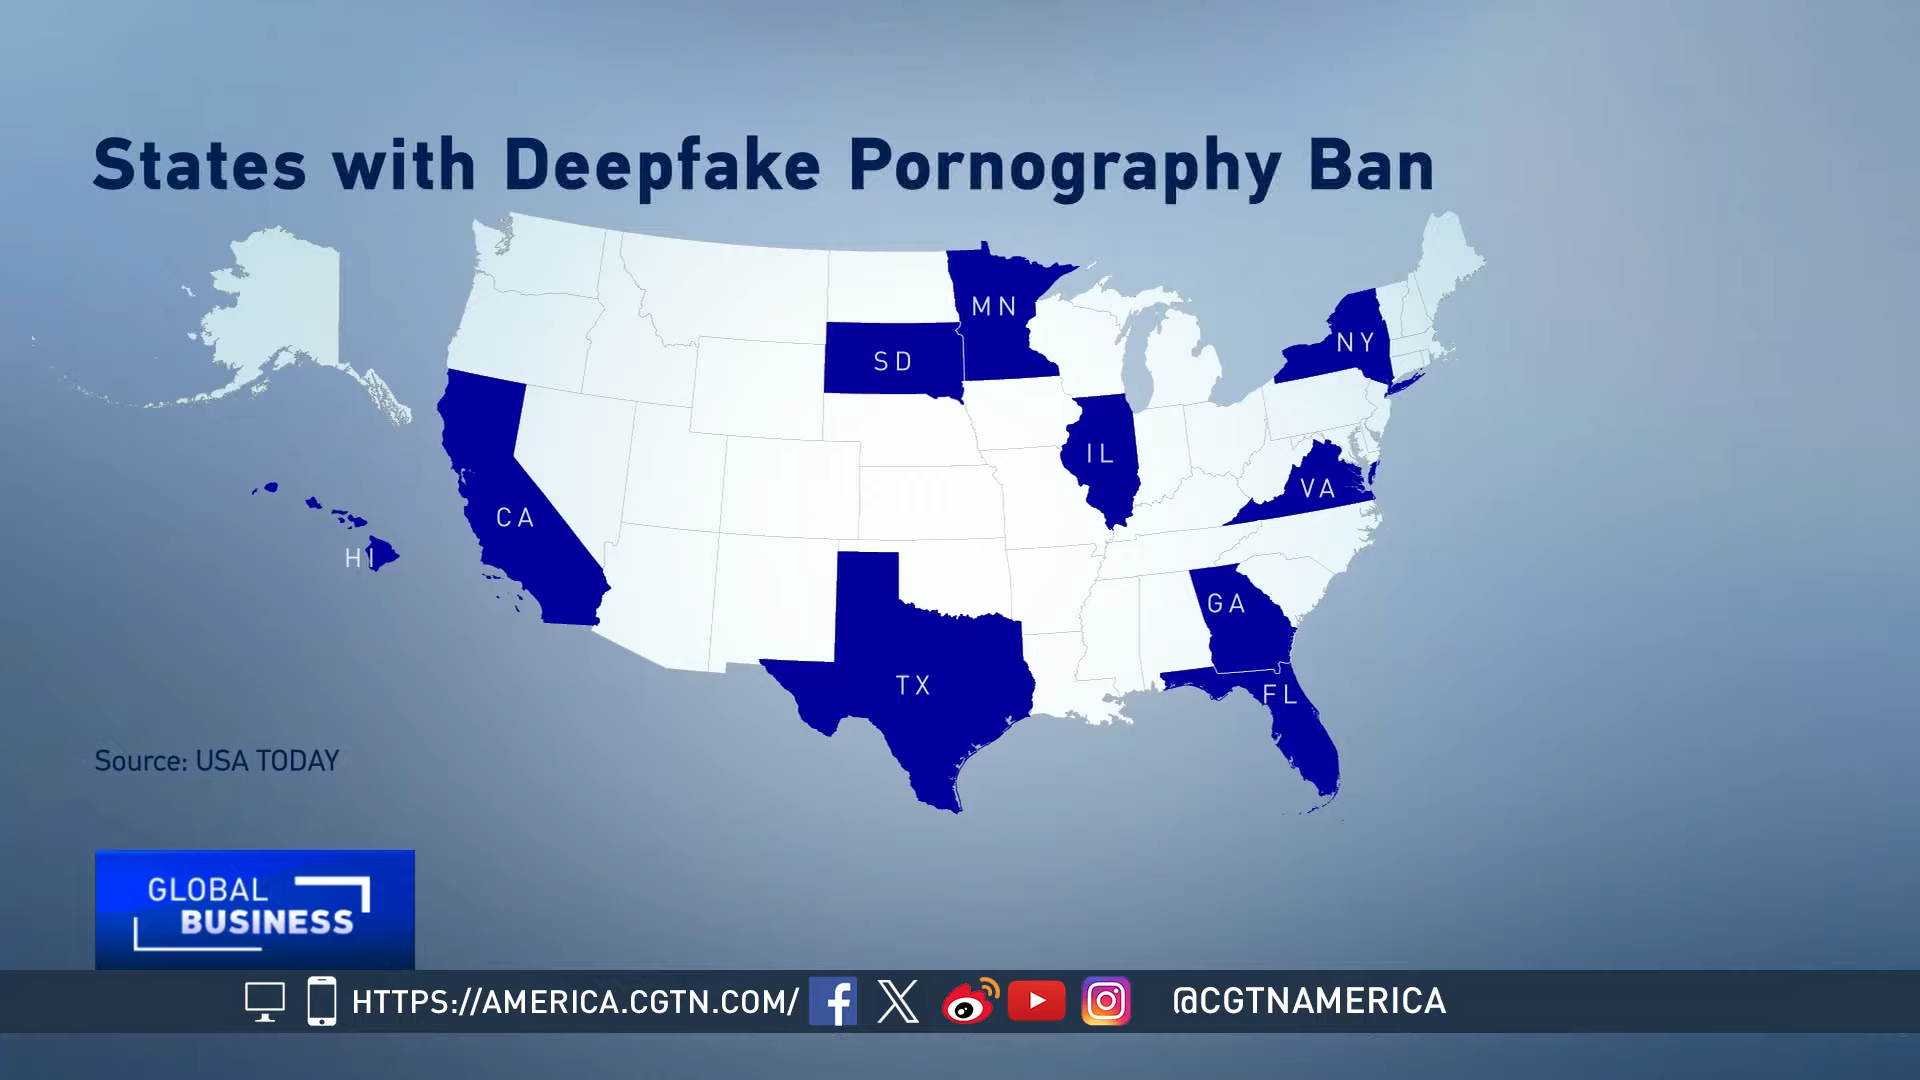 States with Deepfake Pornography Ban
MN
NY
SD
IL
VA
CA
HI
GA
TX
FL
Source: USA TODAY
GLOBAL
BUSINESS
HTTPS://AMERICA.CGTN.COM/ @CGTNAMERICA